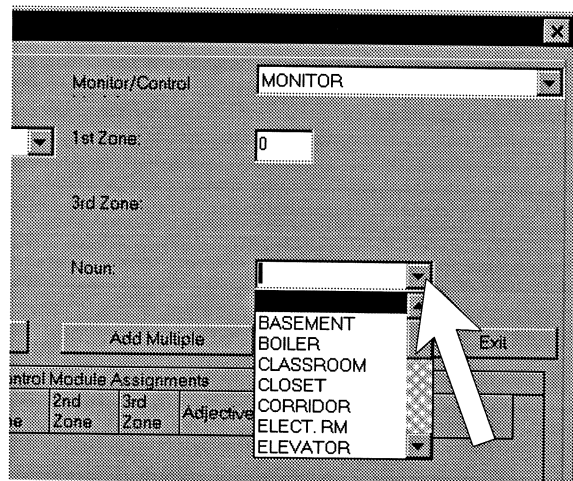 Monitor/Control MONITOR
1st Zone: 0
3rd Zone:
Noun:
BASEMENT
BOILER
CLASSROOM
CLOSET
CORRIDOR
ELECT. RM
ELEVATOR
Add Multiple Exit
ntrol Module Assignments
2nd Zone 3rd Zone Adjective